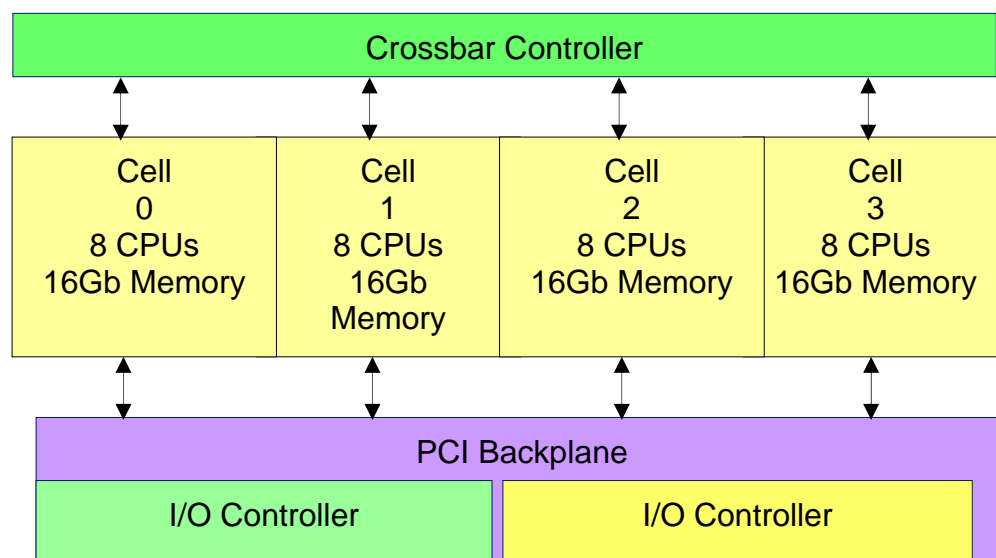 Crossbar Controller
Cell
0
8 CPUs
16Gb Memory
Cell
1
8 CPUs
16Gb
Memory
Cell
2
8 CPUs
16Gb Memory
Cell
3
8 CPUs
16Gb Memory
PCI Backplane
I/O Controller
I/O Controller